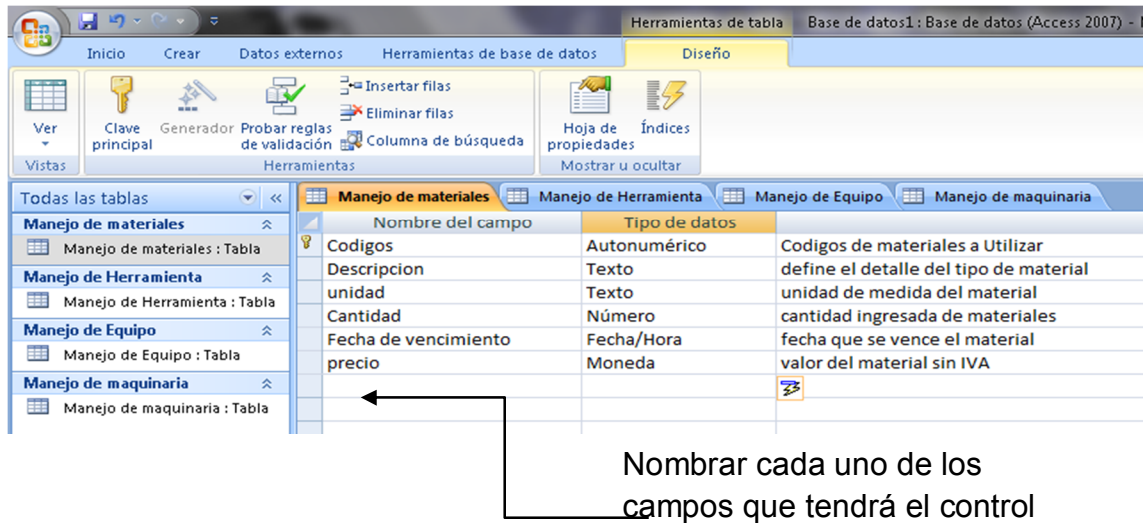 Herramientas de tabla Base de datos1 : Base de datos (Access 2007) -
Inicio Crear Datos externos Herramientas de base de datos Diseño
Ver
Clave principal
Generador
Probar reglas de validación
Insertar filas
Eliminar filas
Columna de búsqueda
Hoja de propiedades
Índices
Vistas Herramientas Mostrar u ocultar
Todas las tablas
Manejo de materiales
Manejo de materiales : Tabla
Manejo de Herramienta
Manejo de Herramienta : Tabla
Manejo de Equipo
Manejo de Equipo : Tabla
Manejo de maquinaria
Manejo de maquinaria : Tabla
Manejo de materiales Manejo de Herramienta Manejo de Equipo Manejo de maquinaria
Nombre del campo Tipo de datos
Codigos Autonumérico Codigos de materiales a Utilizar
Descripcion Texto define el detalle del tipo de material
unidad Texto unidad de medida del material
Cantidad Número cantidad ingresada de materiales
Fecha de vencimiento Fecha/Hora fecha que se vence el material
precio Moneda valor del material sin IVA
Nombrar cada uno de los
campos que tendrá el control